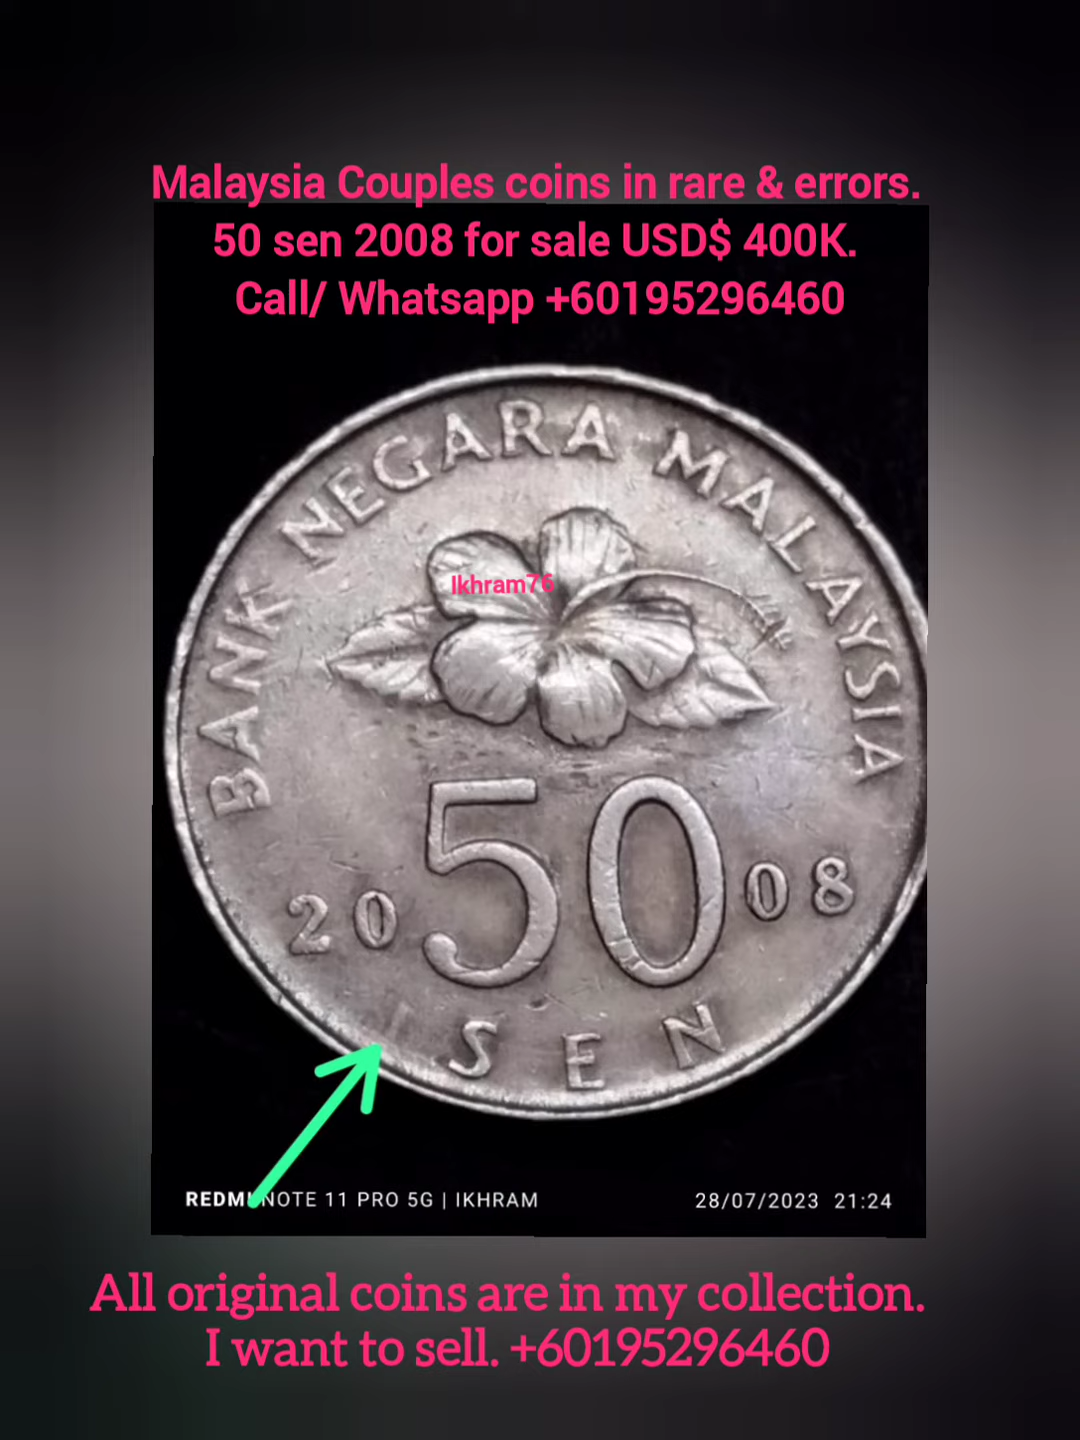 Malaysia Couples coins in rare & errors.
50 sen 2008 for sale USD$ 400K.
Call/ Whatsapp +60195296460
BANK NEGARA MALAYSIA
Ikhram76
20 50 08
SEN
REDMI NOTE 11 PRO 5G | IKHRAM
28/07/2023 21:24
All original coins are in my collection.
I want to sell. +60195296460